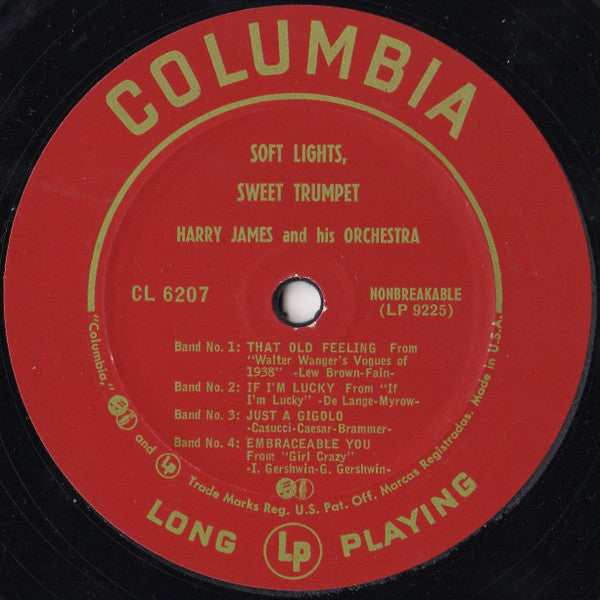 COLUMBIA
SOFT LIGHTS,
SWEET TRUMPET
HARRY JAMES and his ORCHESTRA
CL 6207
NONBREAKABLE
(LP 9225)
Band No. 1: THAT OLD FEELING From
"Walter Wanger's Vogues of
1938" -Lew Brown-Fain-
Band No. 2: IF I'M LUCKY From "If
I'm Lucky" -De Lange-Myrow-
Band No. 3: JUST A GIGOLO
-Casucci-Caesar-Brammer-
Band No. 4: EMBRACEABLE YOU
From "Girl Crazy"
-I. Gershwin-G. Gershwin-
"Columbia," and LP Trade Marks Reg. U.S. Pat. Off. Marcas Registradas. Made in U.S.A.
LONG LP PLAYING